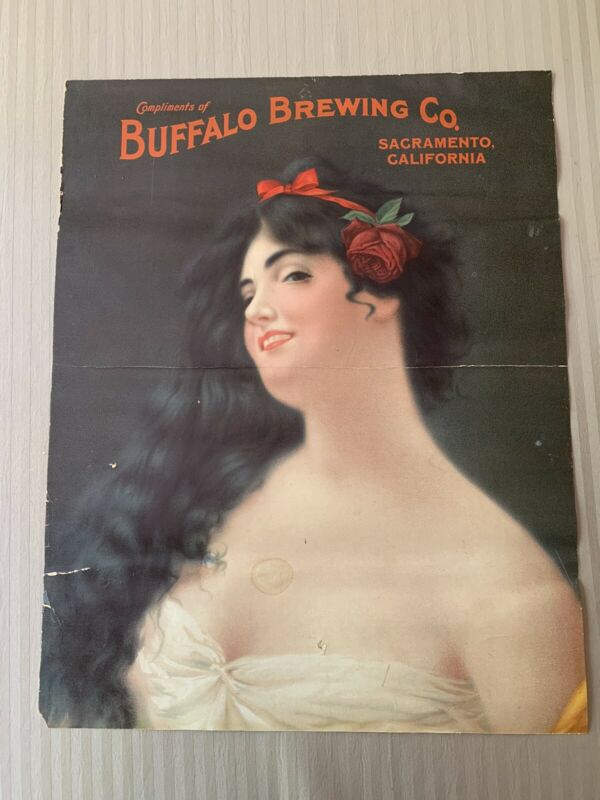 Compliments of
BUFFALO BREWING CO.
SACRAMENTO,
CALIFORNIA